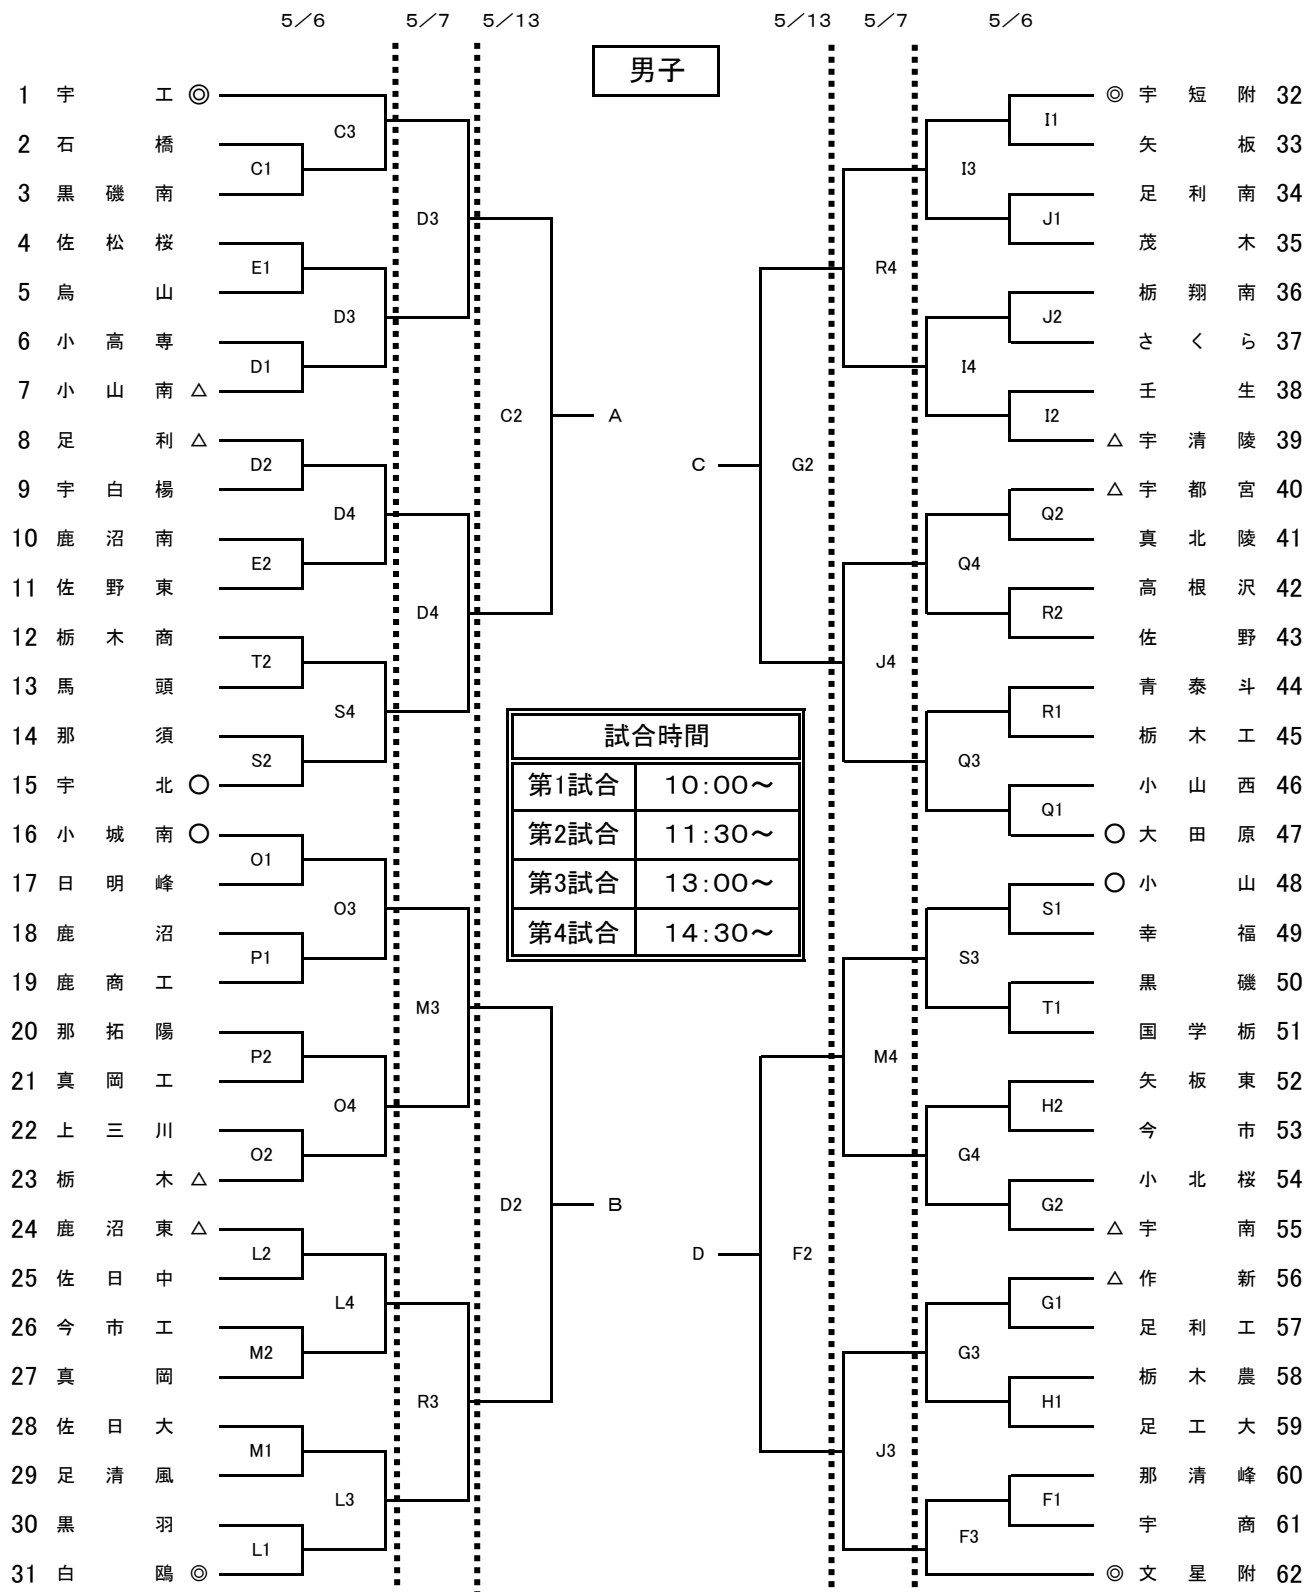 5/6 5/7 5/13 5/13 5/7 5/6
男子
1 宇工 ◎
C3
2 石橋
C1
3 黒磯南
D3
4 佐松桜
E1
5 烏山
D3
6 小高専
D1
7 小山南 △
C2 A
8 足利 △
D2
9 宇白楊
D4
10 鹿沼南
E2
11 佐野東
D4
12 栃木商
T2
13 馬頭
S4
14 那須
S2
15 宇北 ○
16 小城南 ○
O1
17 日明峰
O3
18 鹿沼
P1
19 鹿商工
M3
20 那拓陽
P2
21 真岡工
O4
22 上三川
O2
23 栃木 △
D2 B
24 鹿沼東 △
L2
25 佐日中
L4
26 今市工
M2
27 真岡
R3
28 佐日大
M1
29 足清風
L3
30 黒羽
L1
31 白鴎 ◎
試合時間
第1試合 10:00～
第2試合 11:30～
第3試合 13:00～
第4試合 14:30～
◎ 宇短附 32
I1
矢板 33
I3
足利南 34
J1
茂木 35
R4
栃翔南 36
J2
さくら 37
I4
壬生 38
I2
△ 宇清陵 39
C G2
△ 宇都宮 40
Q2
真北陵 41
Q4
高根沢 42
R2
佐野 43
J4
青泰斗 44
R1
栃木工 45
Q3
小山西 46
Q1
○ 大田原 47
○ 小山 48
S1
幸福 49
S3
黒磯 50
T1
国学栃 51
M4
矢板東 52
H2
今市 53
G4
小北桜 54
G2
△ 宇南 55
D F2
△ 作新 56
G1
足利工 57
G3
栃木農 58
H1
足工大 59
J3
那清峰 60
F1
宇商 61
F3
◎ 文星附 62